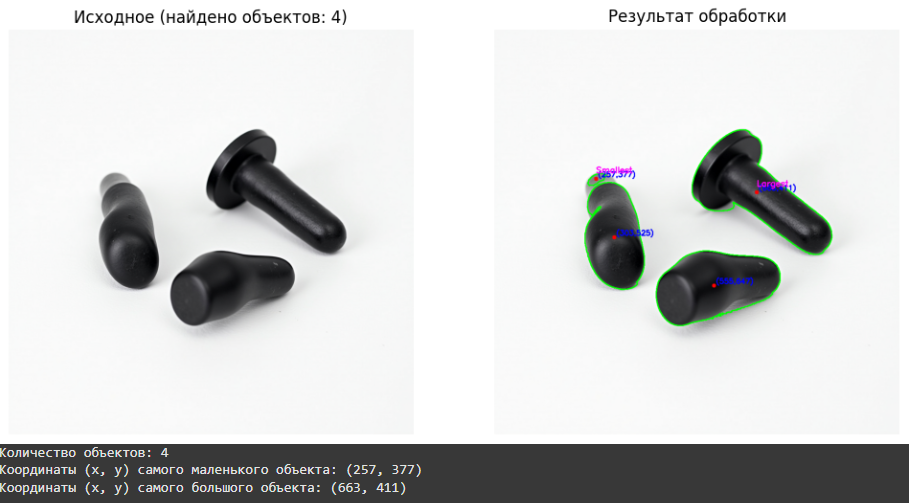 Исходное (найдено объектов: 4)
Результат обработки
Smallest
(257,377)
Largest
Количество объектов: 4
Координаты (x, y) самого маленького объекта: (257, 377)
Координаты (x, y) самого большого объекта: (663, 411)